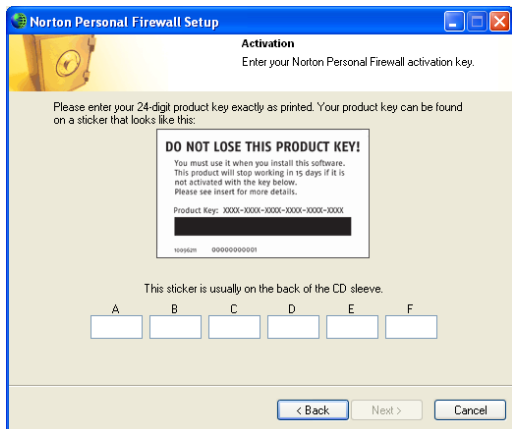 Norton Personal Firewall Setup
Activation
Enter your Norton Personal Firewall activation key.
Please enter your 24-digit product key exactly as printed. Your product key can be found
on a sticker that looks like this:
DO NOT LOSE THIS PRODUCT KEY!
You must use it when you install this software.
This product will stop working in 15 days if it is
not activated with the key below.
Please see insert for more details.
Product Key: XXXX-XXXX-XXXX-XXXX-XXXX-XXXX
00000000001
This sticker is usually on the back of the CD sleeve.
A B C D E F
< Back Next > Cancel